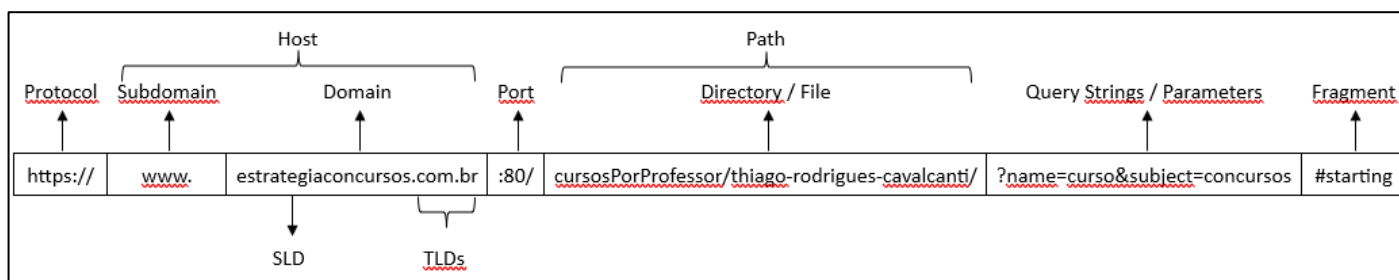 Host
Path
Protocol
Subdomain
Domain
Port
Directory / File
Query Strings / Parameters
Fragment
https://
www.
estrategiaconcursos.com.br
:80/
cursosPorProfessor/thiago-rodrigues-cavalcanti/
?name=curso&subject=concursos
#starting
SLD
TLDs